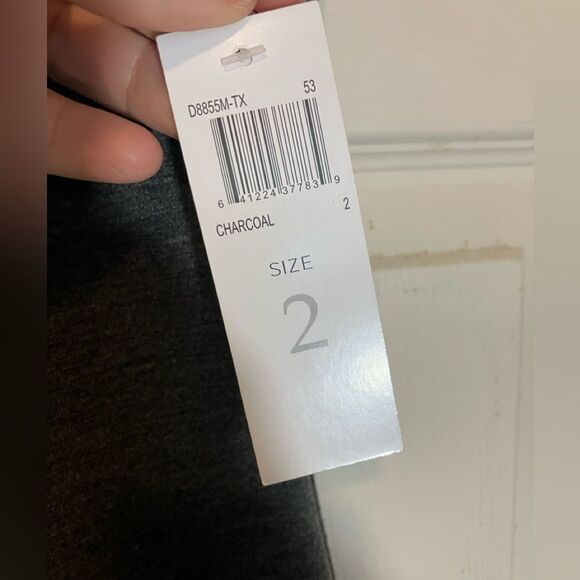 D8855M-TX 53
6 41224 37783 9
CHARCOAL 2
SIZE
2